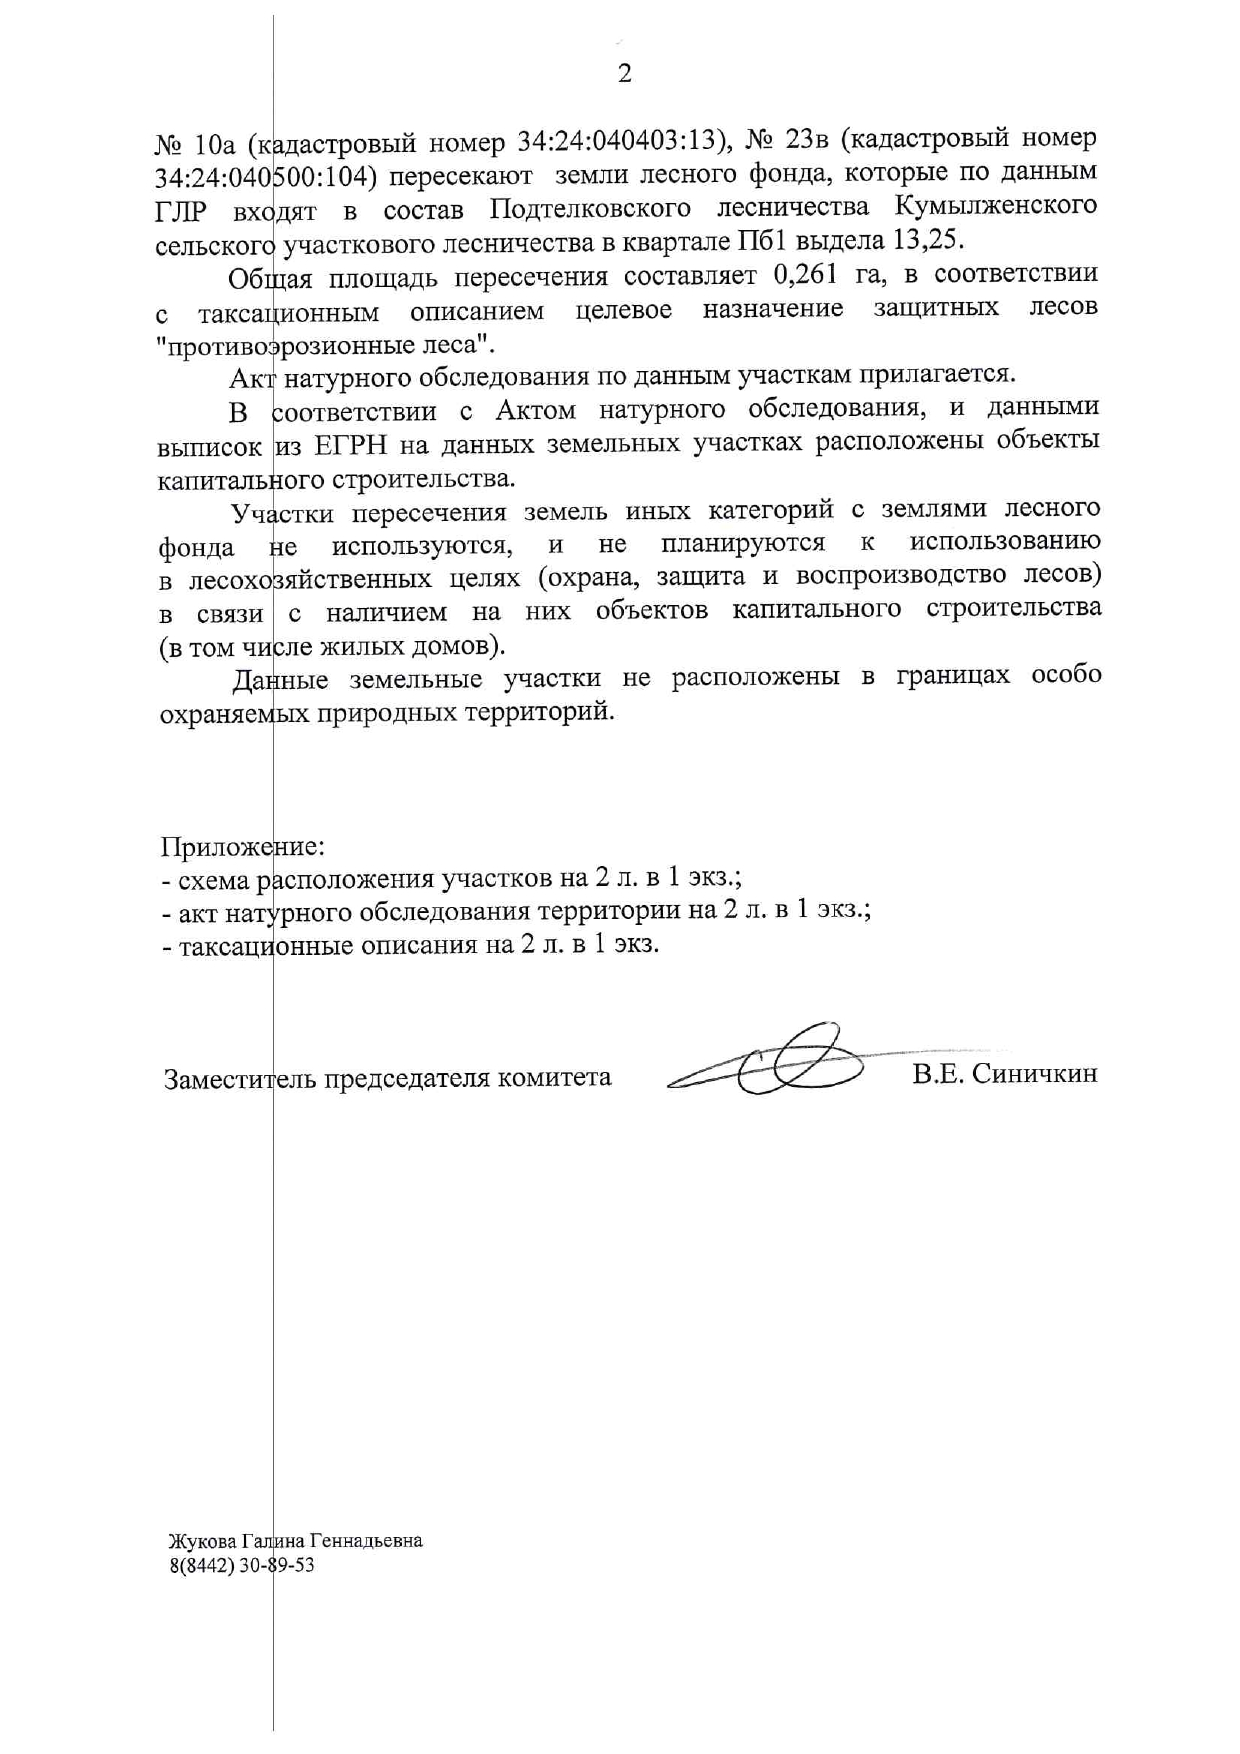 2
№ 10а (кадастровый номер 34:24:040403:13), № 23в (кадастровый номер
34:24:040500:104) пересекают земли лесного фонда, которые по данным
ГЛР входят в состав Подтелковского лесничества Кумылженского
сельского участкового лесничества в квартале Пб1 выдела 13,25.
Общая площадь пересечения составляет 0,261 га, в соответствии
с таксационным описанием целевое назначение защитных лесов
"противоэрозионные леса".
Акт натурного обследования по данным участкам прилагается.
В соответствии с Актом натурного обследования, и данными
выписок из ЕГРН на данных земельных участках расположены объекты
капитального строительства.
Участки пересечения земель иных категорий с землями лесного
фонда не используются, и не планируются к использованию
в лесохозяйственных целях (охрана, защита и воспроизводство лесов)
в связи с наличием на них объектов капитального строительства
(в том числе жилых домов).
Данные земельные участки не расположены в границах особо
охраняемых природных территорий.
Приложение:
- схема расположения участков на 2 л. в 1 экз.;
- акт натурного обследования территории на 2 л. в 1 экз.;
- таксационные описания на 2 л. в 1 экз.
Заместитель председателя комитета В.Е. Синичкин
Жукова Галина Геннадьевна
8(8442) 30-89-53